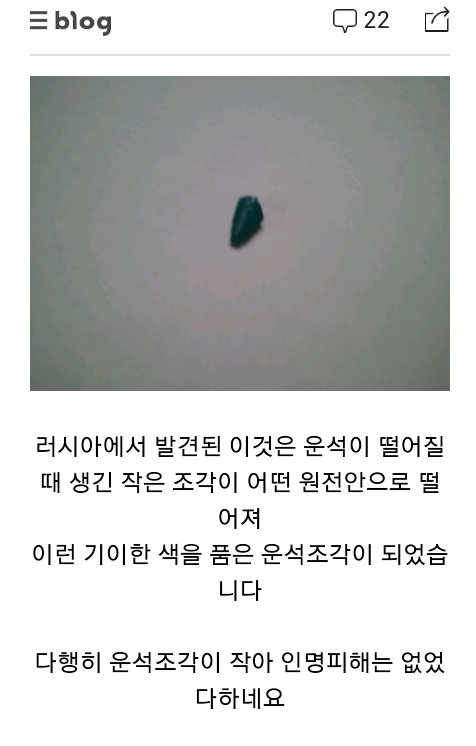 blog
22
러시아에서 발견된 이것은 운석이 떨어질
때 생긴 작은 조각이 어떤 원전안으로 떨
어져
이런 기이한 색을 품은 운석조각이 되었습
니다
다행히 운석조각이 작아 인명피해는 없었
다하네요